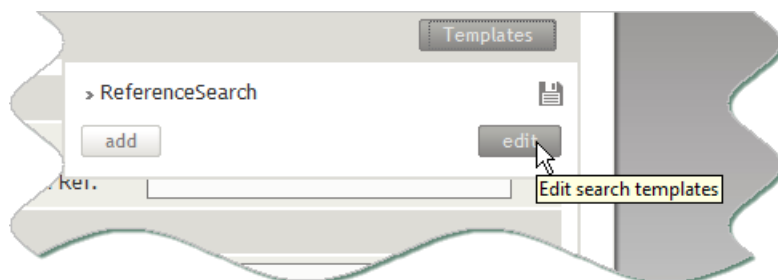 Templates
» ReferenceSearch
add
edit
Ref.
Edit search templates